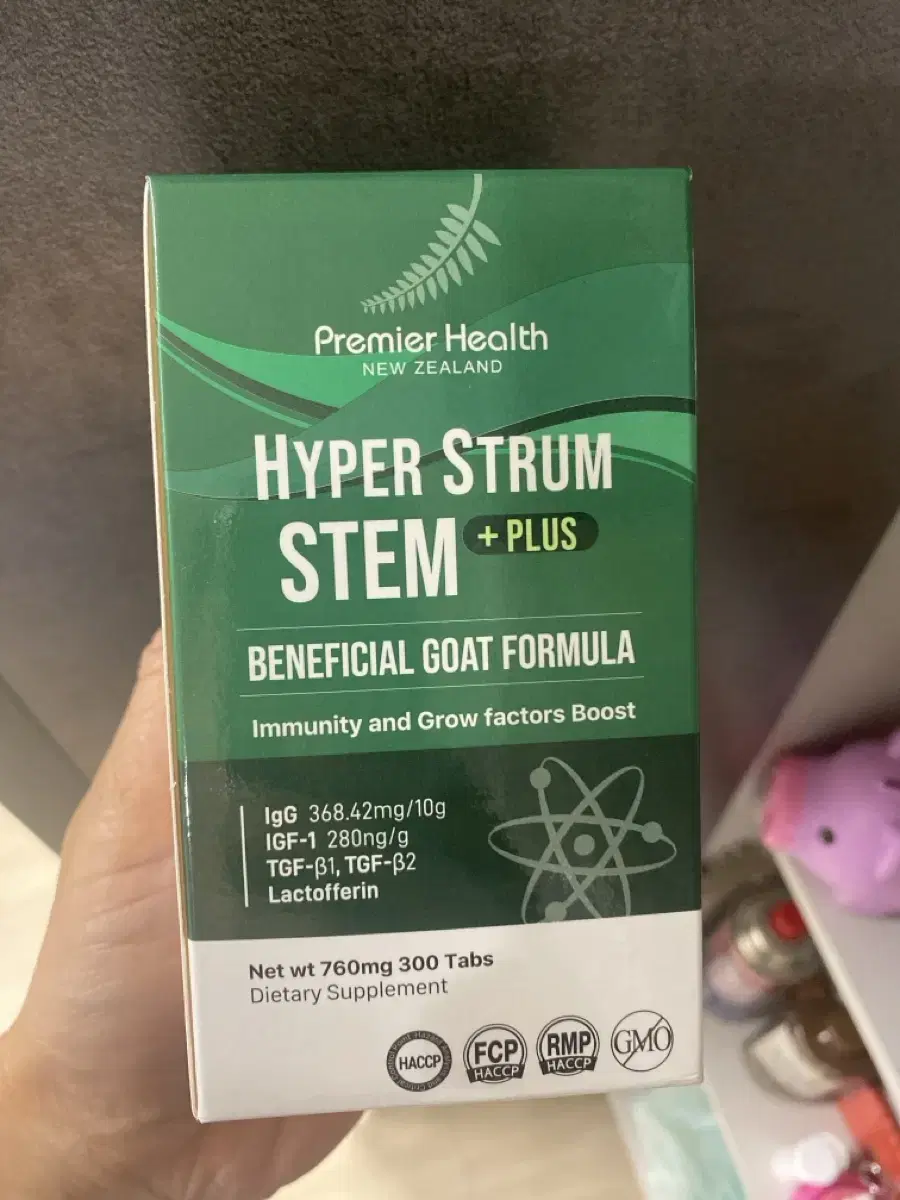 Premier Health
NEW ZEALAND
HYPER STRUM
STEM + PLUS
BENEFICIAL GOAT FORMULA
Immunity and Grow factors Boost
IgG 368.42mg/10g
IGF-1 280ng/g
TGF-β1, TGF-β2
Lactofferin
Net wt 760mg 300 Tabs
Dietary Supplement
HACCP
FCP
HACCP
RMP
HACCP
GMO